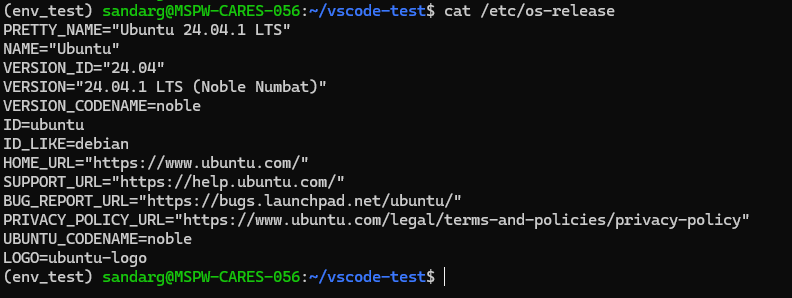 (env_test) sandarg@MSPW-CARES-056:~/vscode-test$ cat /etc/os-release
PRETTY_NAME="Ubuntu 24.04.1 LTS"
NAME="Ubuntu"
VERSION_ID="24.04"
VERSION="24.04.1 LTS (Noble Numbat)"
VERSION_CODENAME=noble
ID=ubuntu
ID_LIKE=debian
HOME_URL="https://www.ubuntu.com/"
SUPPORT_URL="https://help.ubuntu.com/"
BUG_REPORT_URL="https://bugs.launchpad.net/ubuntu/"
PRIVACY_POLICY_URL="https://www.ubuntu.com/legal/terms-and-policies/privacy-policy"
UBUNTU_CODENAME=noble
LOGO=ubuntu-logo
(env_test) sandarg@MSPW-CARES-056:~/vscode-test$